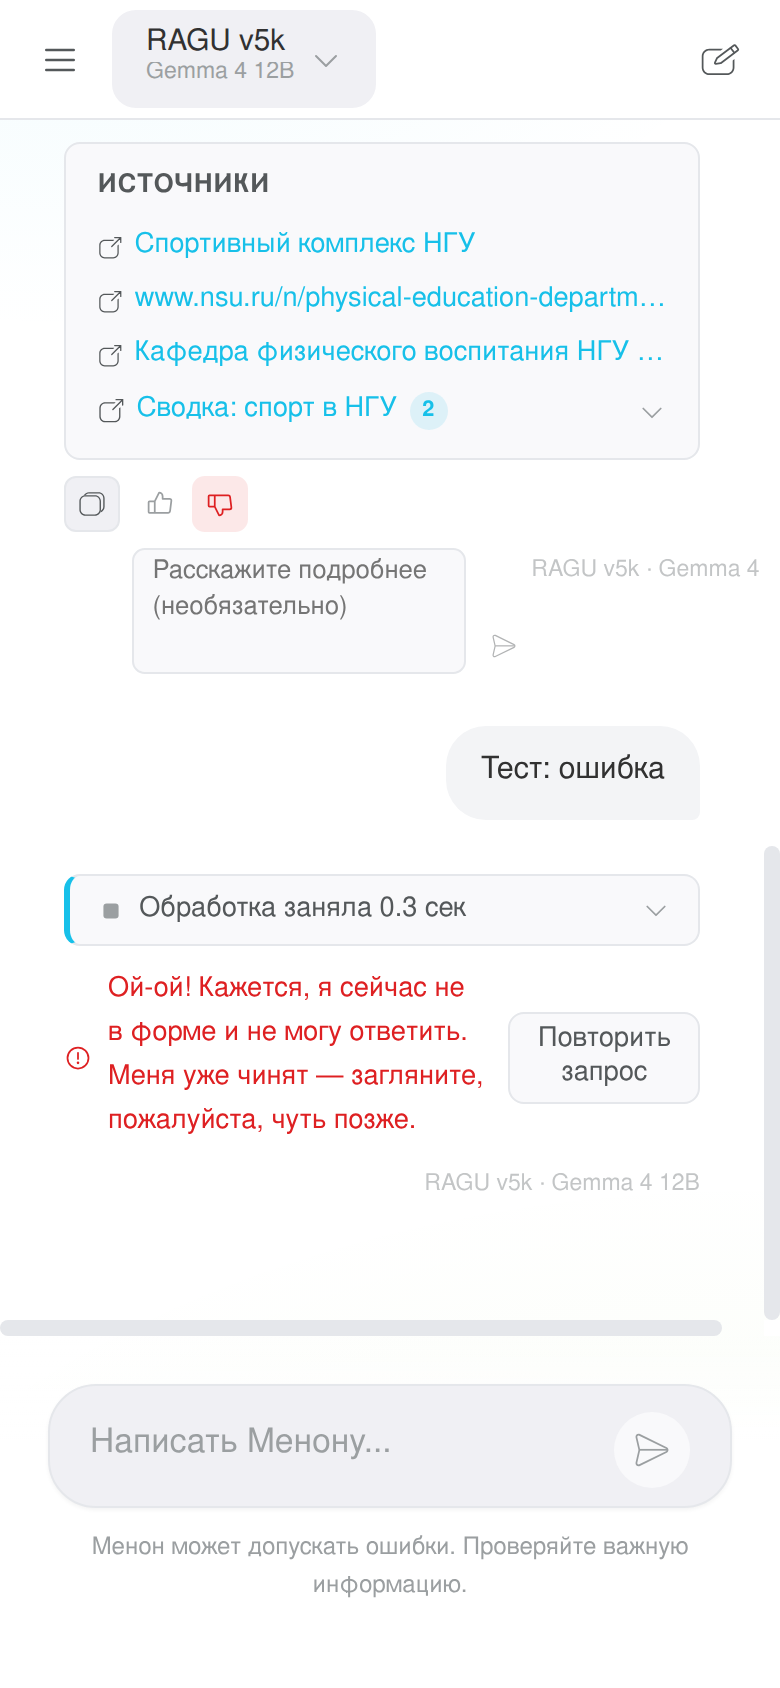 RAGU v5k
Gemma 4 12B
ИСТОЧНИКИ
Спортивный комплекс НГУ
www.nsu.ru/n/physical-education-departm...
Кафедра физического воспитания НГУ ...
Сводка: спорт в НГУ 2
Расскажите подробнее
(необязательно)
RAGU v5k · Gemma 4
Тест: ошибка
Обработка заняла 0.3 сек
Ой-ой! Кажется, я сейчас не
в форме и не могу ответить.
Меня уже чинят — загляните,
пожалуйста, чуть позже.
Повторить
запрос
RAGU v5k · Gemma 4 12B
Написать Менону...
Менон может допускать ошибки. Проверяйте важную
информацию.